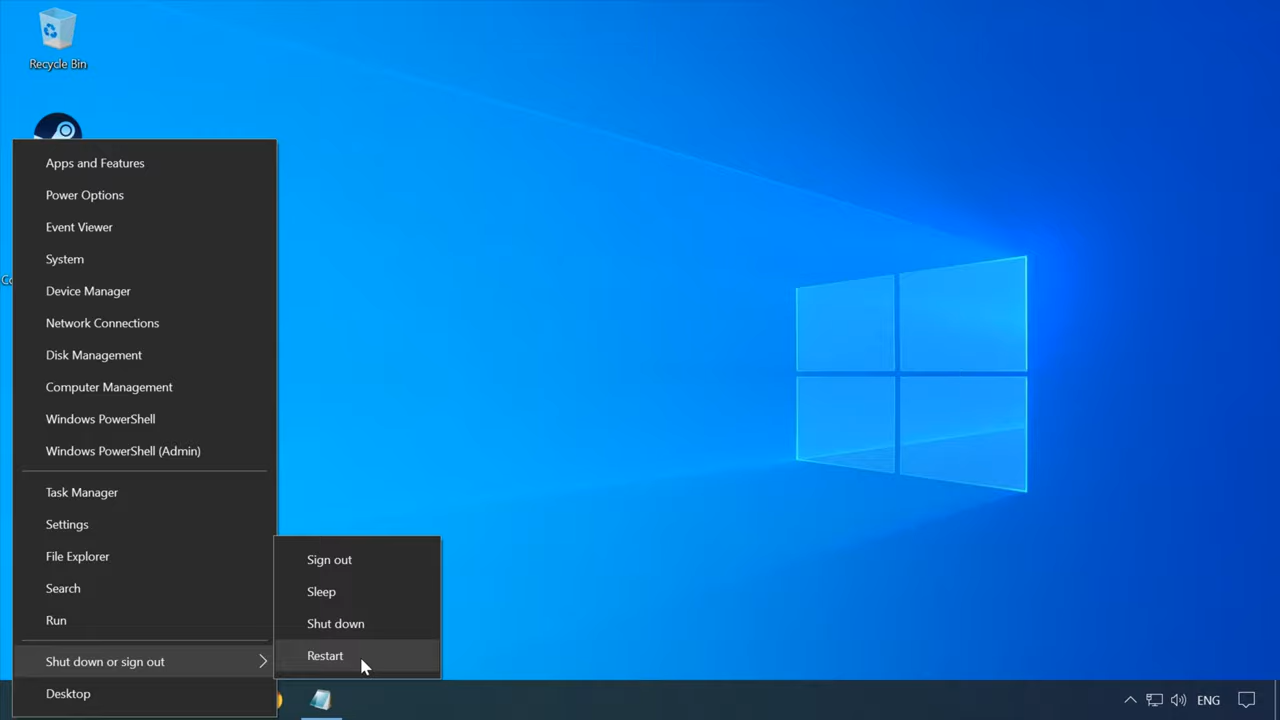 Recycle Bin
Apps and Features
Power Options
Event Viewer
System
Device Manager
Network Connections
Disk Management
Computer Management
Windows PowerShell
Windows PowerShell (Admin)
Task Manager
Settings
File Explorer
Search
Run
Shut down or sign out
Desktop
Sign out
Sleep
Shut down
Restart
ENG